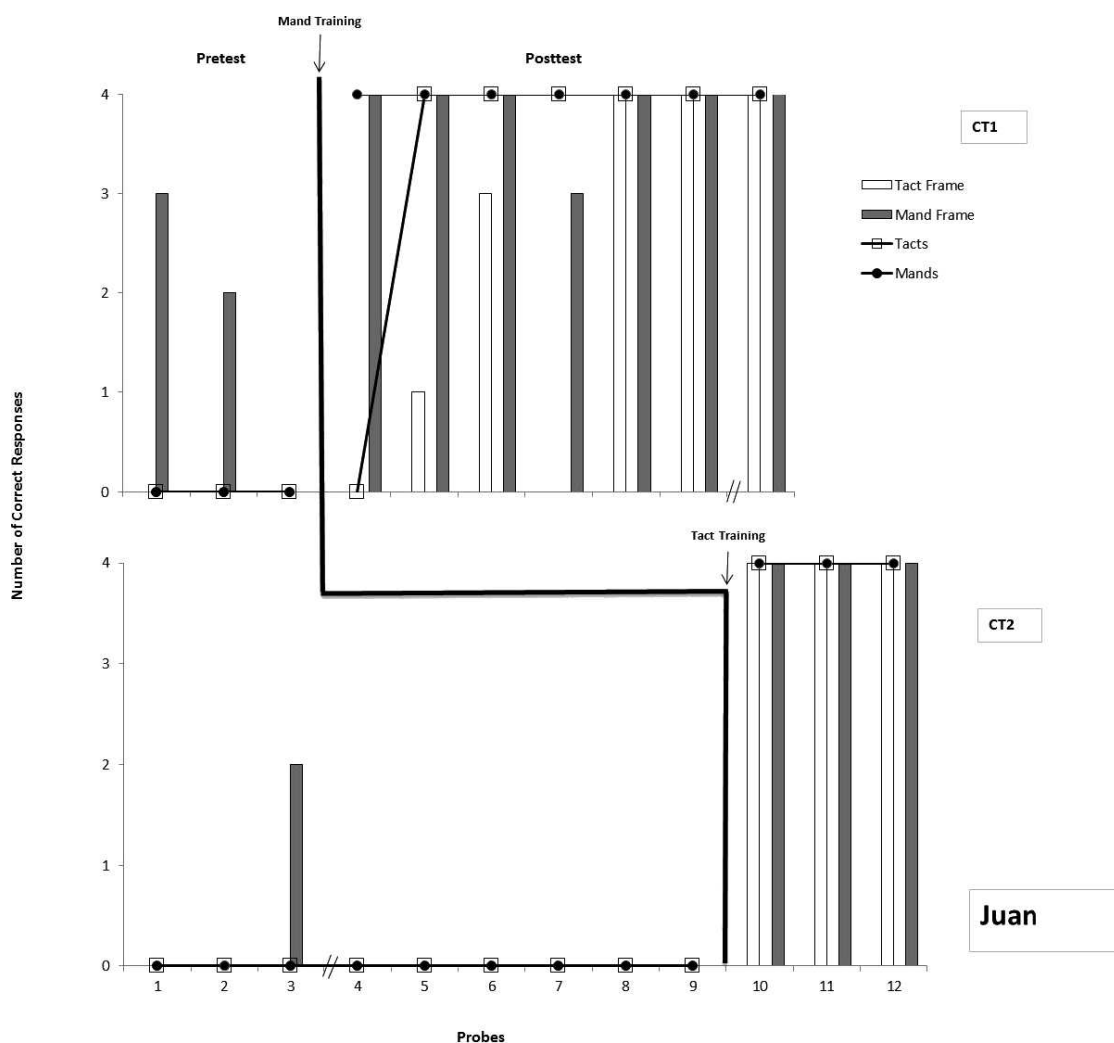 Mand Training
Pretest
Posttest
4
3
2
1
0
CT1
Tact Frame
Mand Frame
Tacts
Mands
Number of Correct Responses
Tact Training
4
3
2
1
0
CT2
Juan
1 2 3 4 5 6 7 8 9 10 11 12
Probes